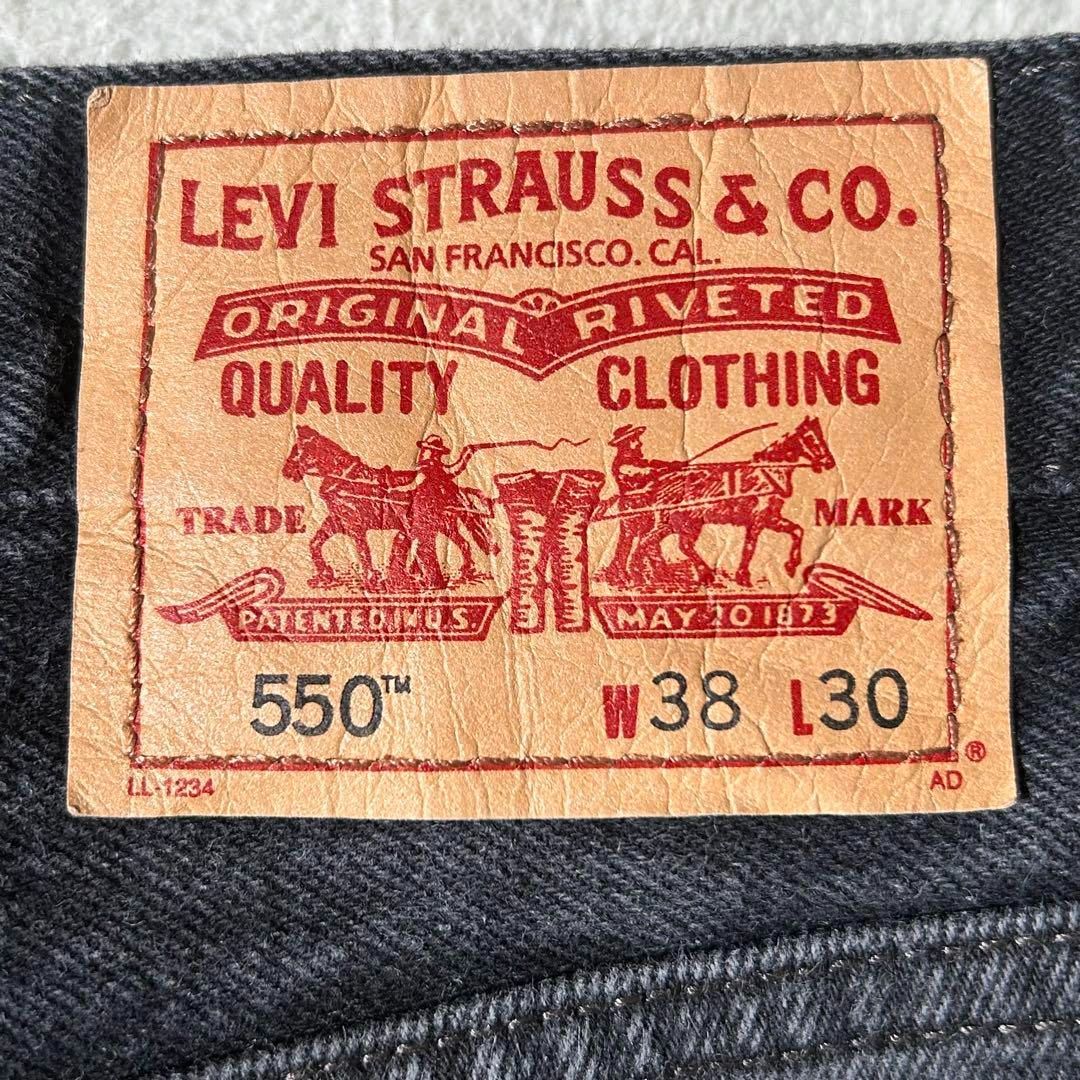 LEVI STRAUSS & CO.
SAN FRANCISCO. CAL.
ORIGINAL RIVETED
QUALITY CLOTHING
TRADE MARK
PATENTED IN U.S. MAY 20 1873
550™ W38 L30
LL-1234 AD ®